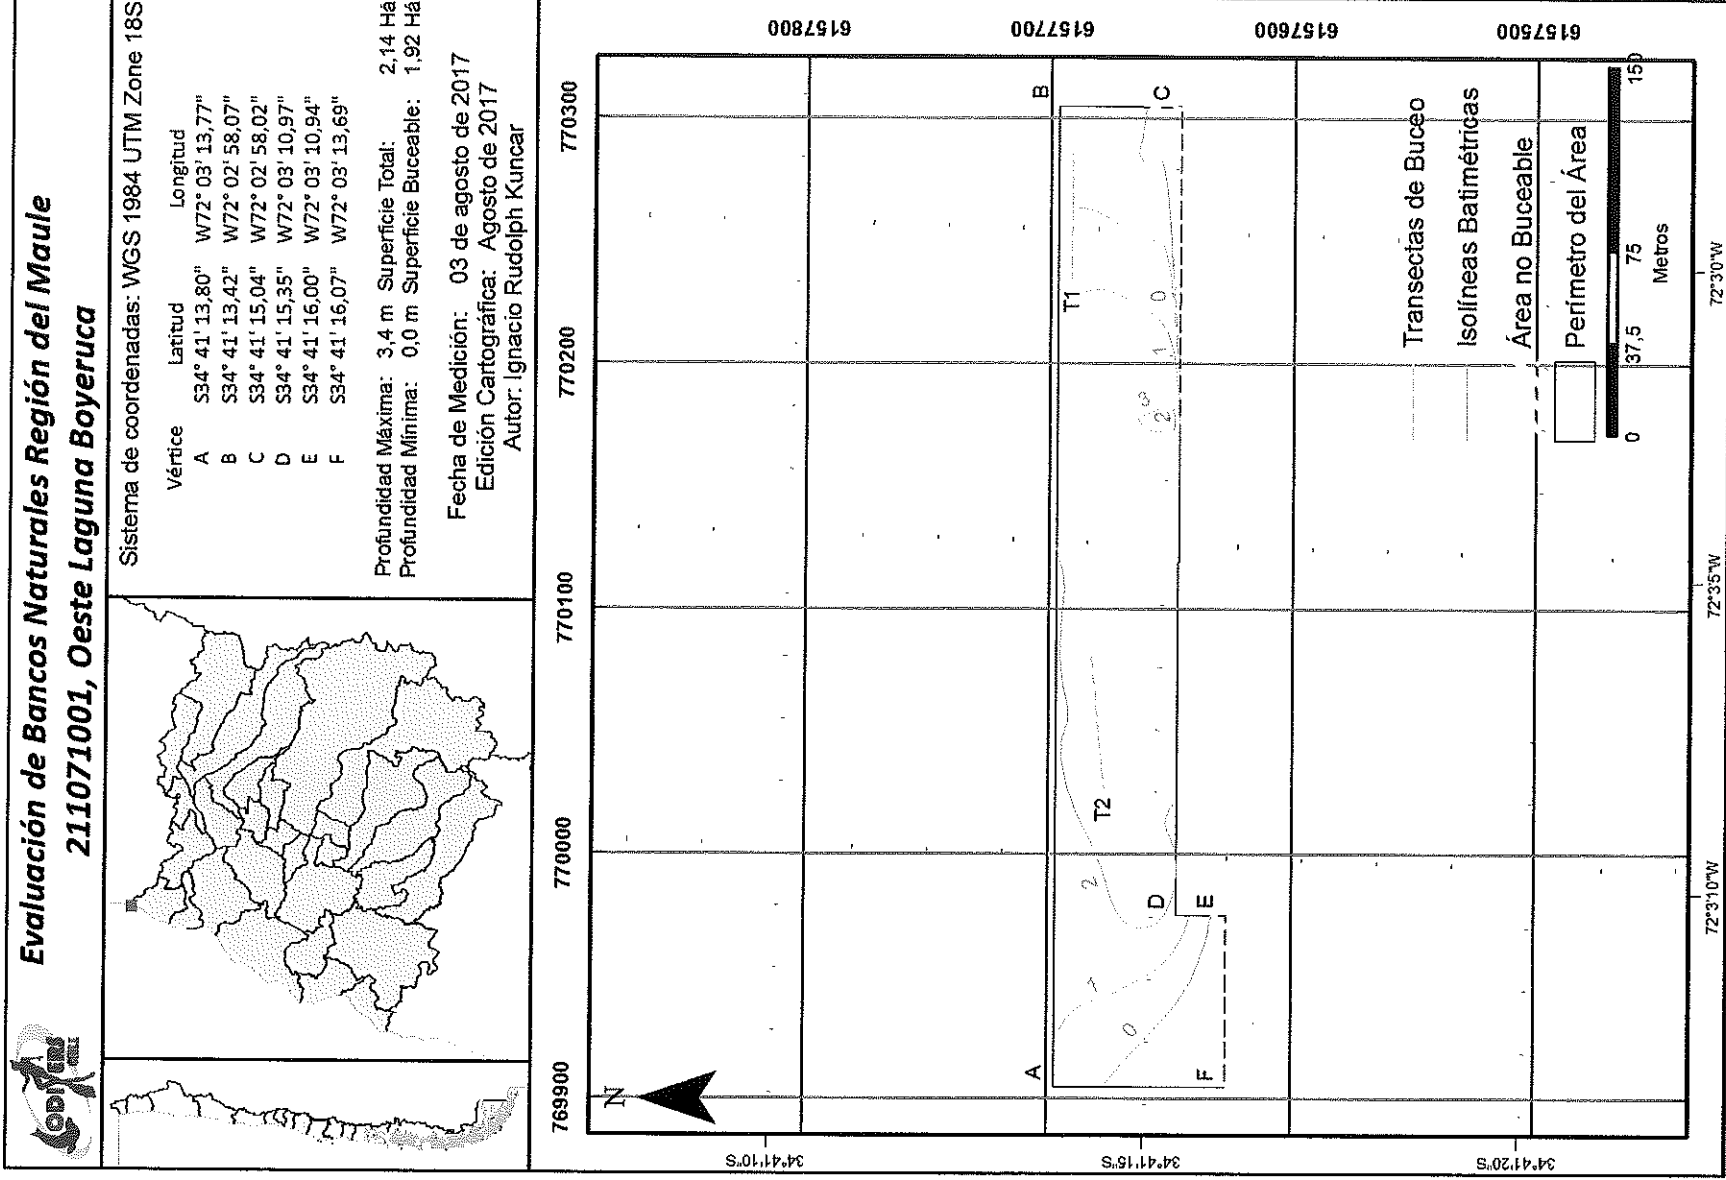 Evaluación de Bancos Naturales Región del Maule
211071001, Oeste Laguna Boyeruca
ODIVERS
CHILE
Sistema de coordenadas: WGS 1984 UTM Zone 18S
Vértice Latitud Longitud
A S34° 41' 13,80" W72° 03' 13,77"
B S34° 41' 13,42" W72° 02' 58,07"
C S34° 41' 15,04" W72° 02' 58,02"
D S34° 41' 15,35" W72° 03' 10,97"
E S34° 41' 16,00" W72° 03' 10,94"
F S34° 41' 16,07" W72° 03' 13,69"
Profundidad Máxima: 3,4 m Superficie Total: 2,14 Há
Profundidad Mínima: 0,0 m Superficie Buceable: 1,92 Há
Fecha de Medición: 03 de agosto de 2017
Edición Cartográfica: Agosto de 2017
Autor: Ignacio Rudolph Kuncar
769900 770000 770100 770200 770300
6157800
6157700
6157600
6157500
N
A
B
T1
T2
2
1
0
3
2
1
0
C
D
E
F
34°41'10"S
34°41'15"S
34°41'20"S
Transectas de Buceo
Isolíneas Batimétricas
Área no Buceable
Perímetro del Área
0 37,5 75 150
Metros
72°3'10"W 72°3'5"W 72°3'0"W